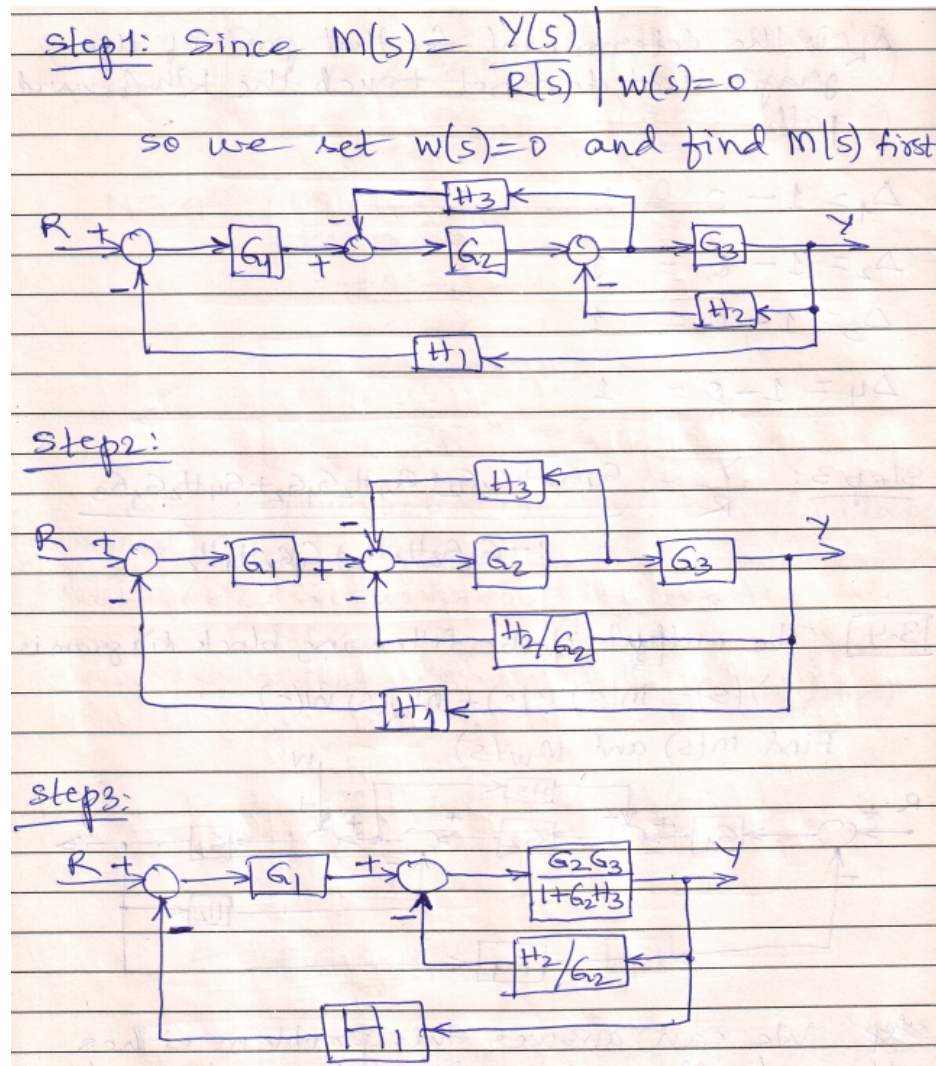 Step1: Since M(s) = Y(s)/R(s) | W(s)=0
so we set W(s)=0 and find M(s) first
H3
R + G1 + - G2 - G3 Y
- H2
H1
Step2:
H3
R + G1 + - G2 G3 Y
- - H2/G2
H1
Step3:
R + G1 + G2G3/1+G2H3 Y
- - H2/G2
H1